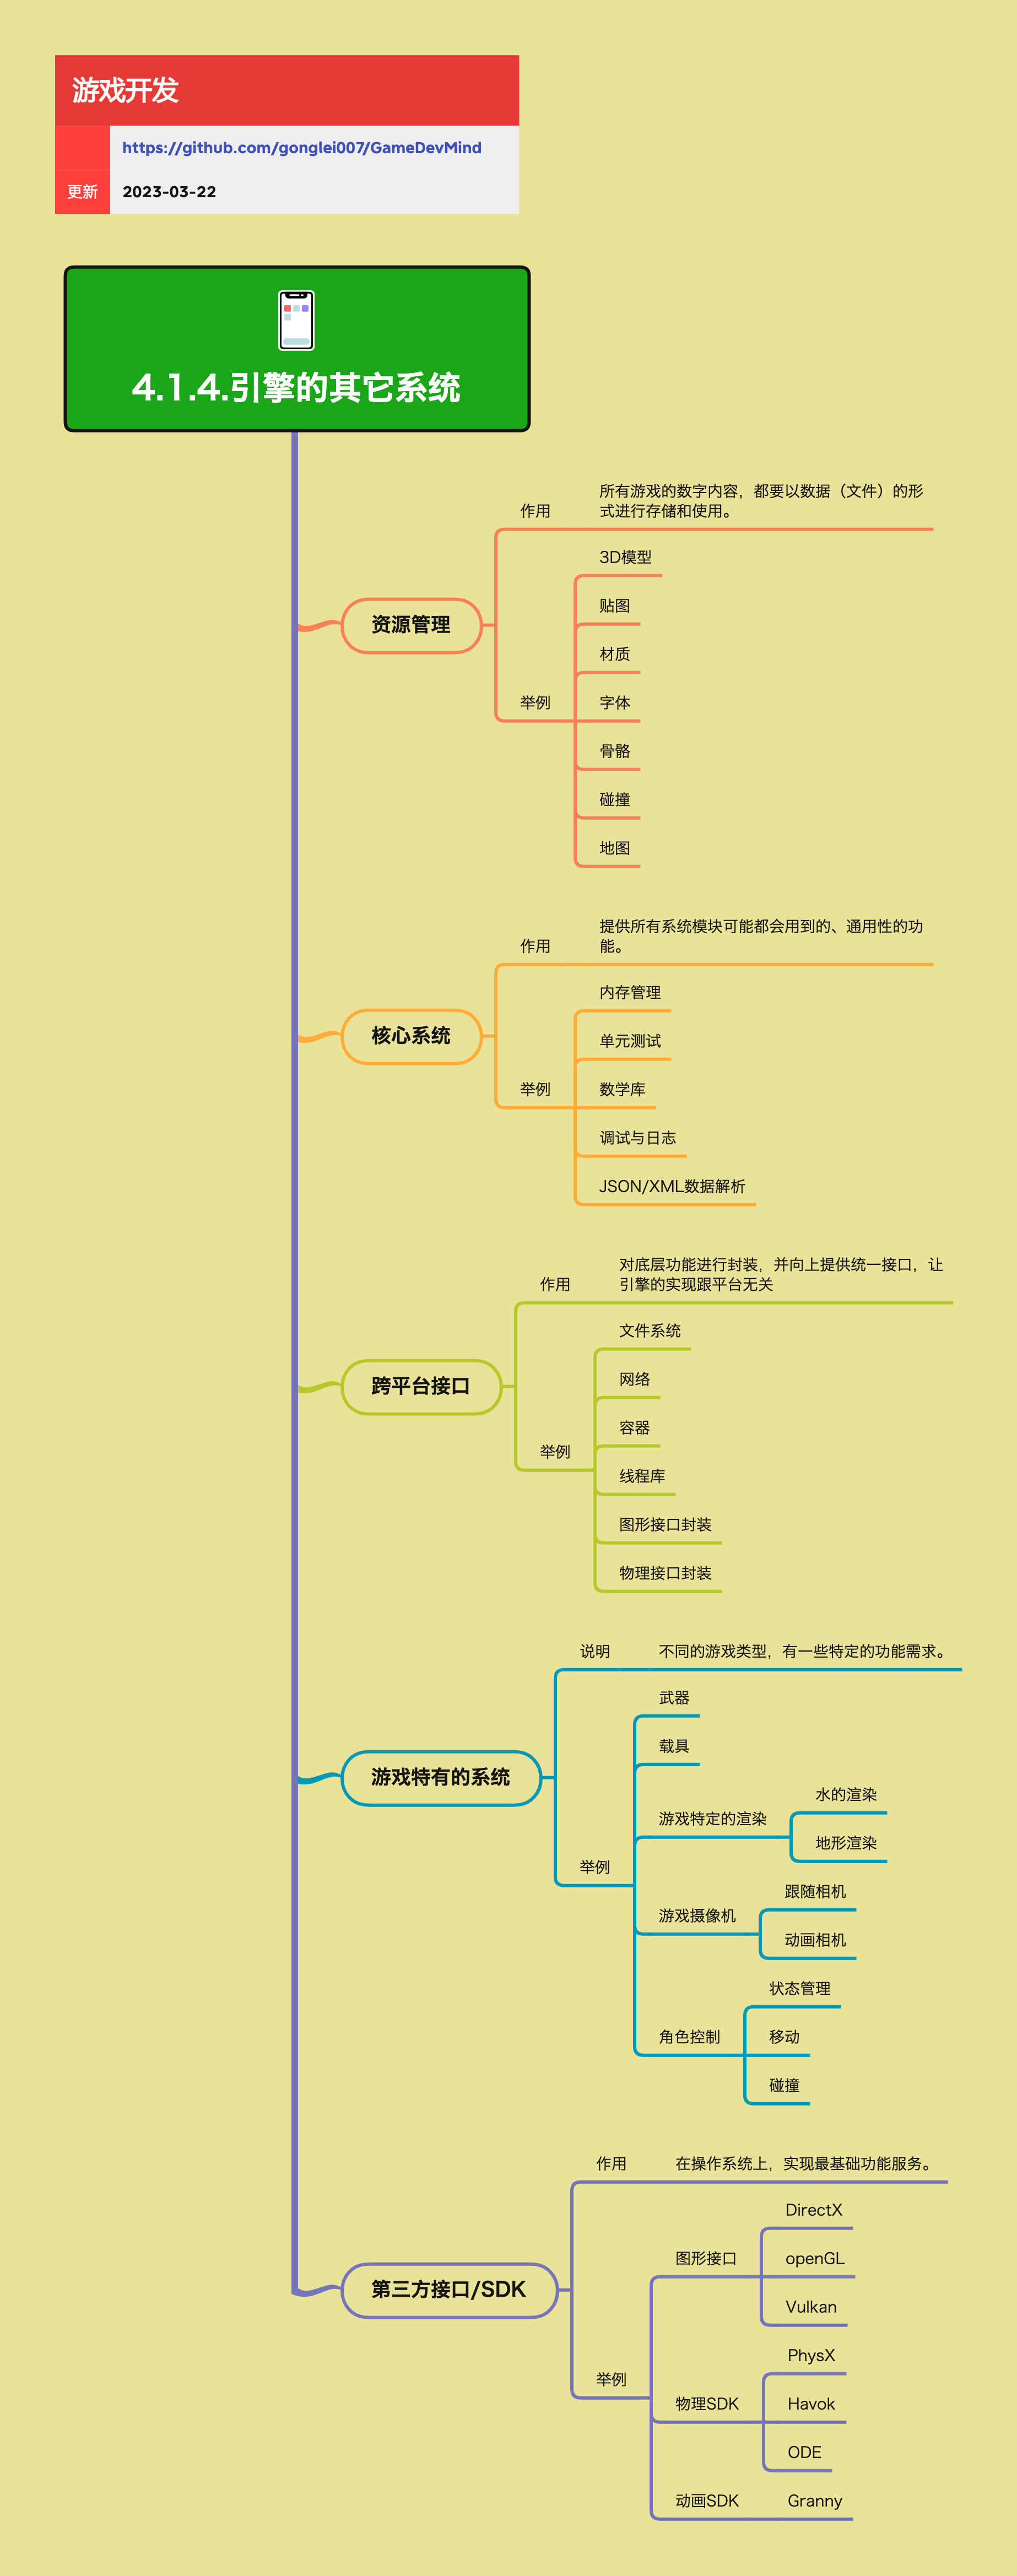 游戏开发
https://github.com/gonglei007/GameDevMind
更新
2023-03-22
4.1.4.引擎的其它系统
资源管理
作用
所有游戏的数字内容，都要以数据（文件）的形
式进行存储和使用。
举例
3D模型
贴图
材质
字体
骨骼
碰撞
地图
核心系统
作用
提供所有系统模块可能都会用到的、通用性的功
能。
举例
内存管理
单元测试
数学库
调试与日志
JSON/XML数据解析
跨平台接口
作用
对底层功能进行封装，并向上提供统一接口，让
引擎的实现跟平台无关
举例
文件系统
网络
容器
线程库
图形接口封装
物理接口封装
游戏特有的系统
说明
不同的游戏类型，有一些特定的功能需求。
举例
武器
载具
游戏特定的渲染
水的渲染
地形渲染
游戏摄像机
跟随相机
动画相机
角色控制
状态管理
移动
碰撞
第三方接口/SDK
作用
在操作系统上，实现最基础功能服务。
举例
图形接口
DirectX
openGL
Vulkan
物理SDK
PhysX
Havok
ODE
动画SDK
Granny